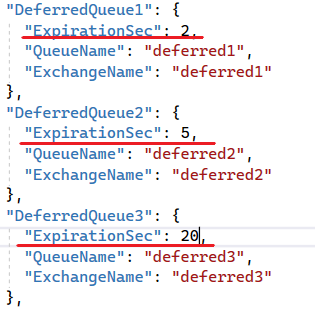 "DeferredQueue1": {
"ExpirationSec": 2,
"QueueName": "deferred1",
"ExchangeName": "deferred1"
},
"DeferredQueue2": {
"ExpirationSec": 5,
"QueueName": "deferred2",
"ExchangeName": "deferred2"
},
"DeferredQueue3": {
"ExpirationSec": 20,
"QueueName": "deferred3",
"ExchangeName": "deferred3"
},